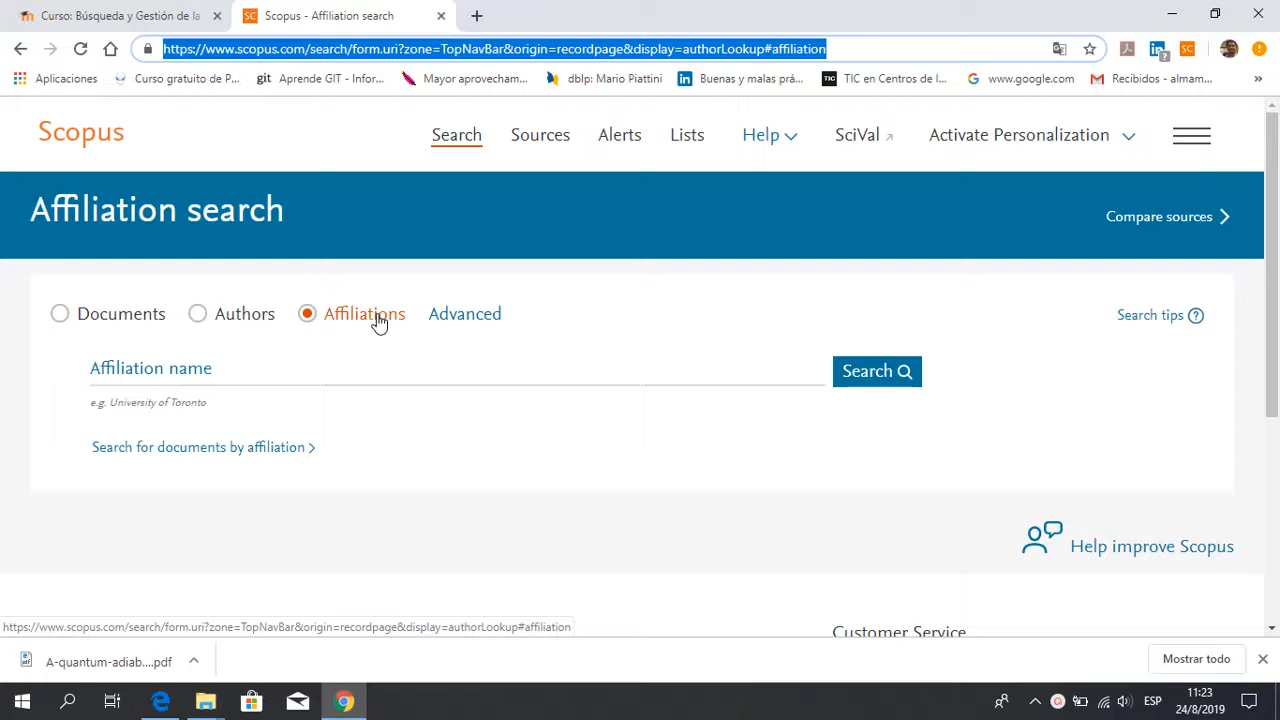 Curso: Búsqueda y Gestión de la
Scopus - Affiliation search
https://www.scopus.com/search/form.uri?zone=TopNavBar&origin=recordpage&display=authorLookup#affiliation
Aplicaciones
Curso gratuito de P...
git Aprende GIT - Infor...
Mayor aprovecham...
dblp: Mario Piattini
Buenas y malas prá...
TIC en Centros de I...
www.google.com
Recibidos - almam...
Scopus
Search
Sources
Alerts
Lists
Help
SciVal
Activate Personalization
Affiliation search
Compare sources
Documents
Authors
Affiliations
Advanced
Search tips
Affiliation name
Search
e.g. University of Toronto
Search for documents by affiliation
Help improve Scopus
https://www.scopus.com/search/form.uri?zone=TopNavBar&origin=recordpage&display=authorLookup#affiliation
Customer Service
A-quantum-adiab....pdf
Mostrar todo
ESP
11:23
24/8/2019